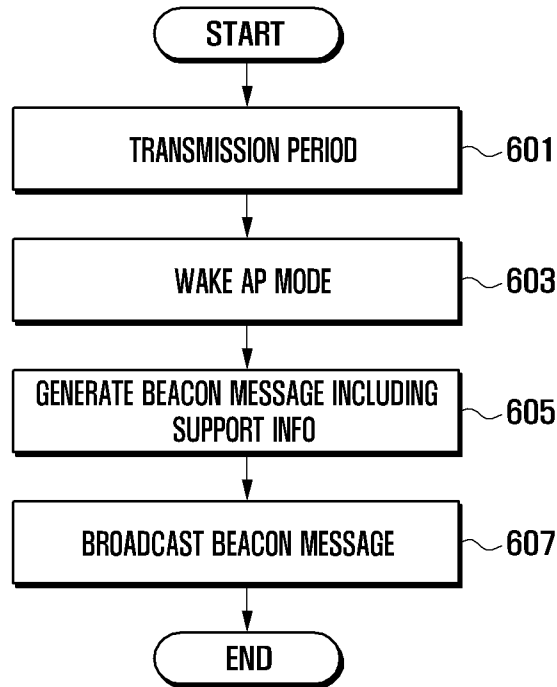 START
TRANSMISSION PERIOD
601
WAKE AP MODE
603
GENERATE BEACON MESSAGE INCLUDING
SUPPORT INFO
605
BROADCAST BEACON MESSAGE
607
END